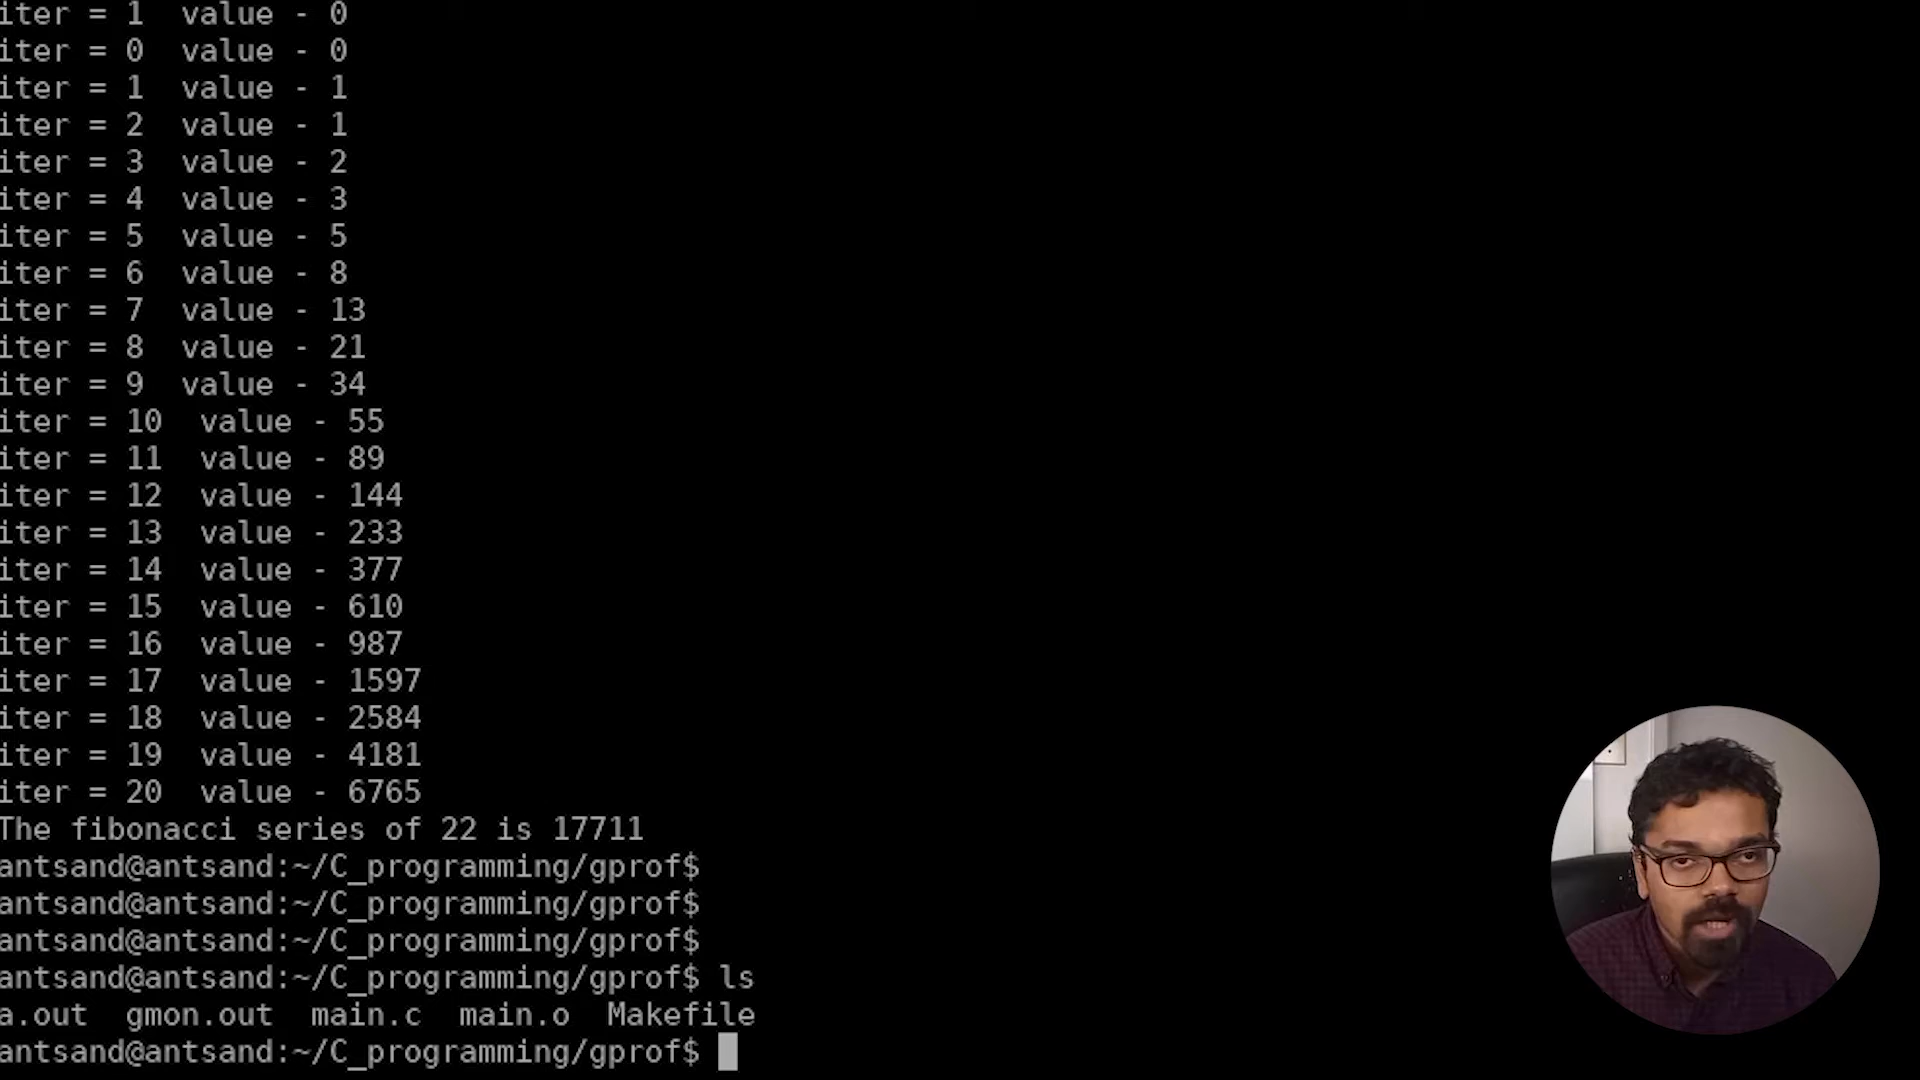 iter = 1  value - 0
iter = 0  value - 0
iter = 1  value - 1
iter = 2  value - 1
iter = 3  value - 2
iter = 4  value - 3
iter = 5  value - 5
iter = 6  value - 8
iter = 7  value - 13
iter = 8  value - 21
iter = 9  value - 34
iter = 10  value - 55
iter = 11  value - 89
iter = 12  value - 144
iter = 13  value - 233
iter = 14  value - 377
iter = 15  value - 610
iter = 16  value - 987
iter = 17  value - 1597
iter = 18  value - 2584
iter = 19  value - 4181
iter = 20  value - 6765
The fibonacci series of 22 is 17711
antsand@antsand:~/C_programming/gprof$
antsand@antsand:~/C_programming/gprof$
antsand@antsand:~/C_programming/gprof$
antsand@antsand:~/C_programming/gprof$ ls
a.out  gmon.out  main.c  main.o  Makefile
antsand@antsand:~/C_programming/gprof$